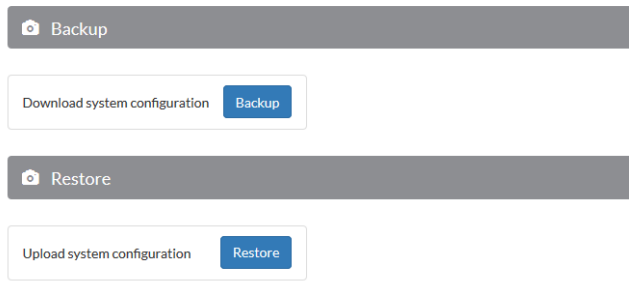 Backup
Download system configuration Backup
Restore
Upload system configuration Restore